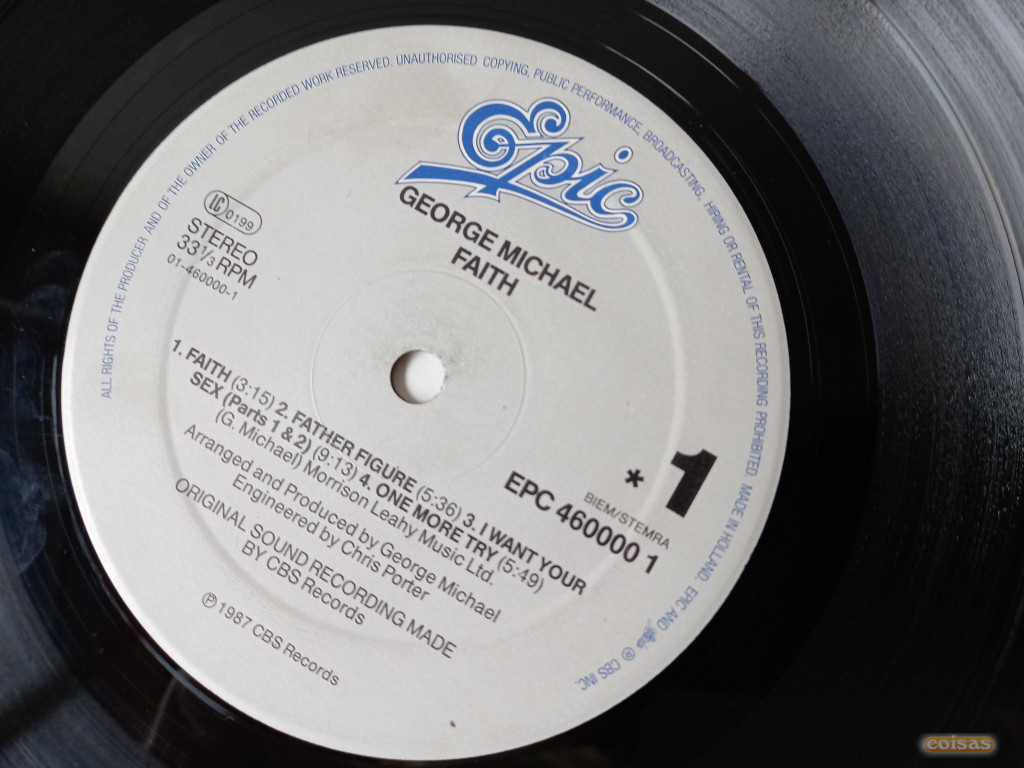 ALL RIGHTS OF THE PRODUCER AND OF THE OWNER OF THE RECORDED WORK RESERVED. UNAUTHORISED COPYING, PUBLIC PERFORMANCE, BROADCASTING, HIRING OR RENTAL OF THIS RECORDING PROHIBITED MADE IN HOLLAND. EPIC AND Epic ® CBS INC.
Epic
GEORGE MICHAEL
FAITH
LC 0199
STEREO
33⅓ RPM
01-460000-1
* 1
BIEM/STEMRA
EPC 460000 1
1. FAITH (3:15) 2. FATHER FIGURE (5:36) 3. I WANT YOUR
SEX (Parts 1 & 2) (9:13) 4. ONE MORE TRY (5:49)
(G. Michael) Morrison Leahy Music Ltd.
Arranged and Produced by George Michael
Engineered by Chris Porter
ORIGINAL SOUND RECORDING MADE
BY CBS Records
℗ 1987 CBS Records
coisas